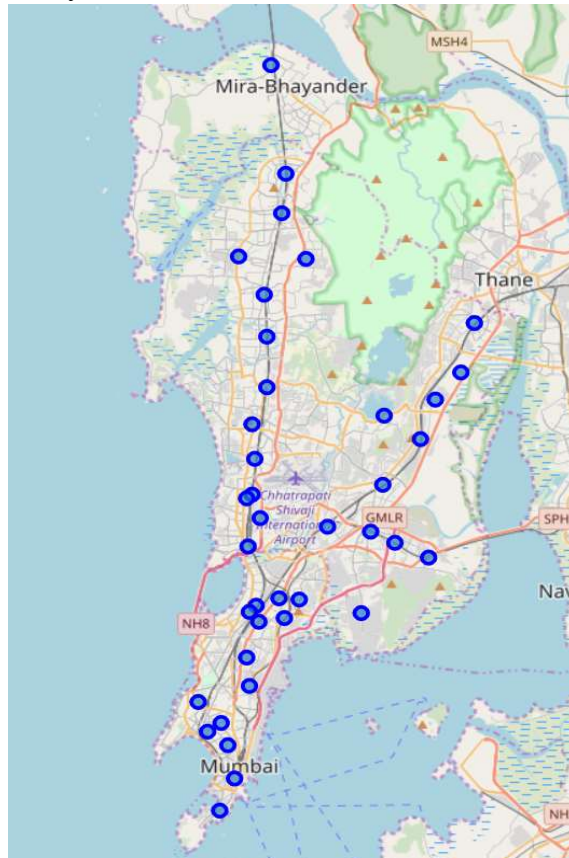 MSH4
Mira-Bhayander
Thane
Chhatrapati
Shivaji
International
Airport
GMLR
SPH
Nav
NH8
Mumbai
NH